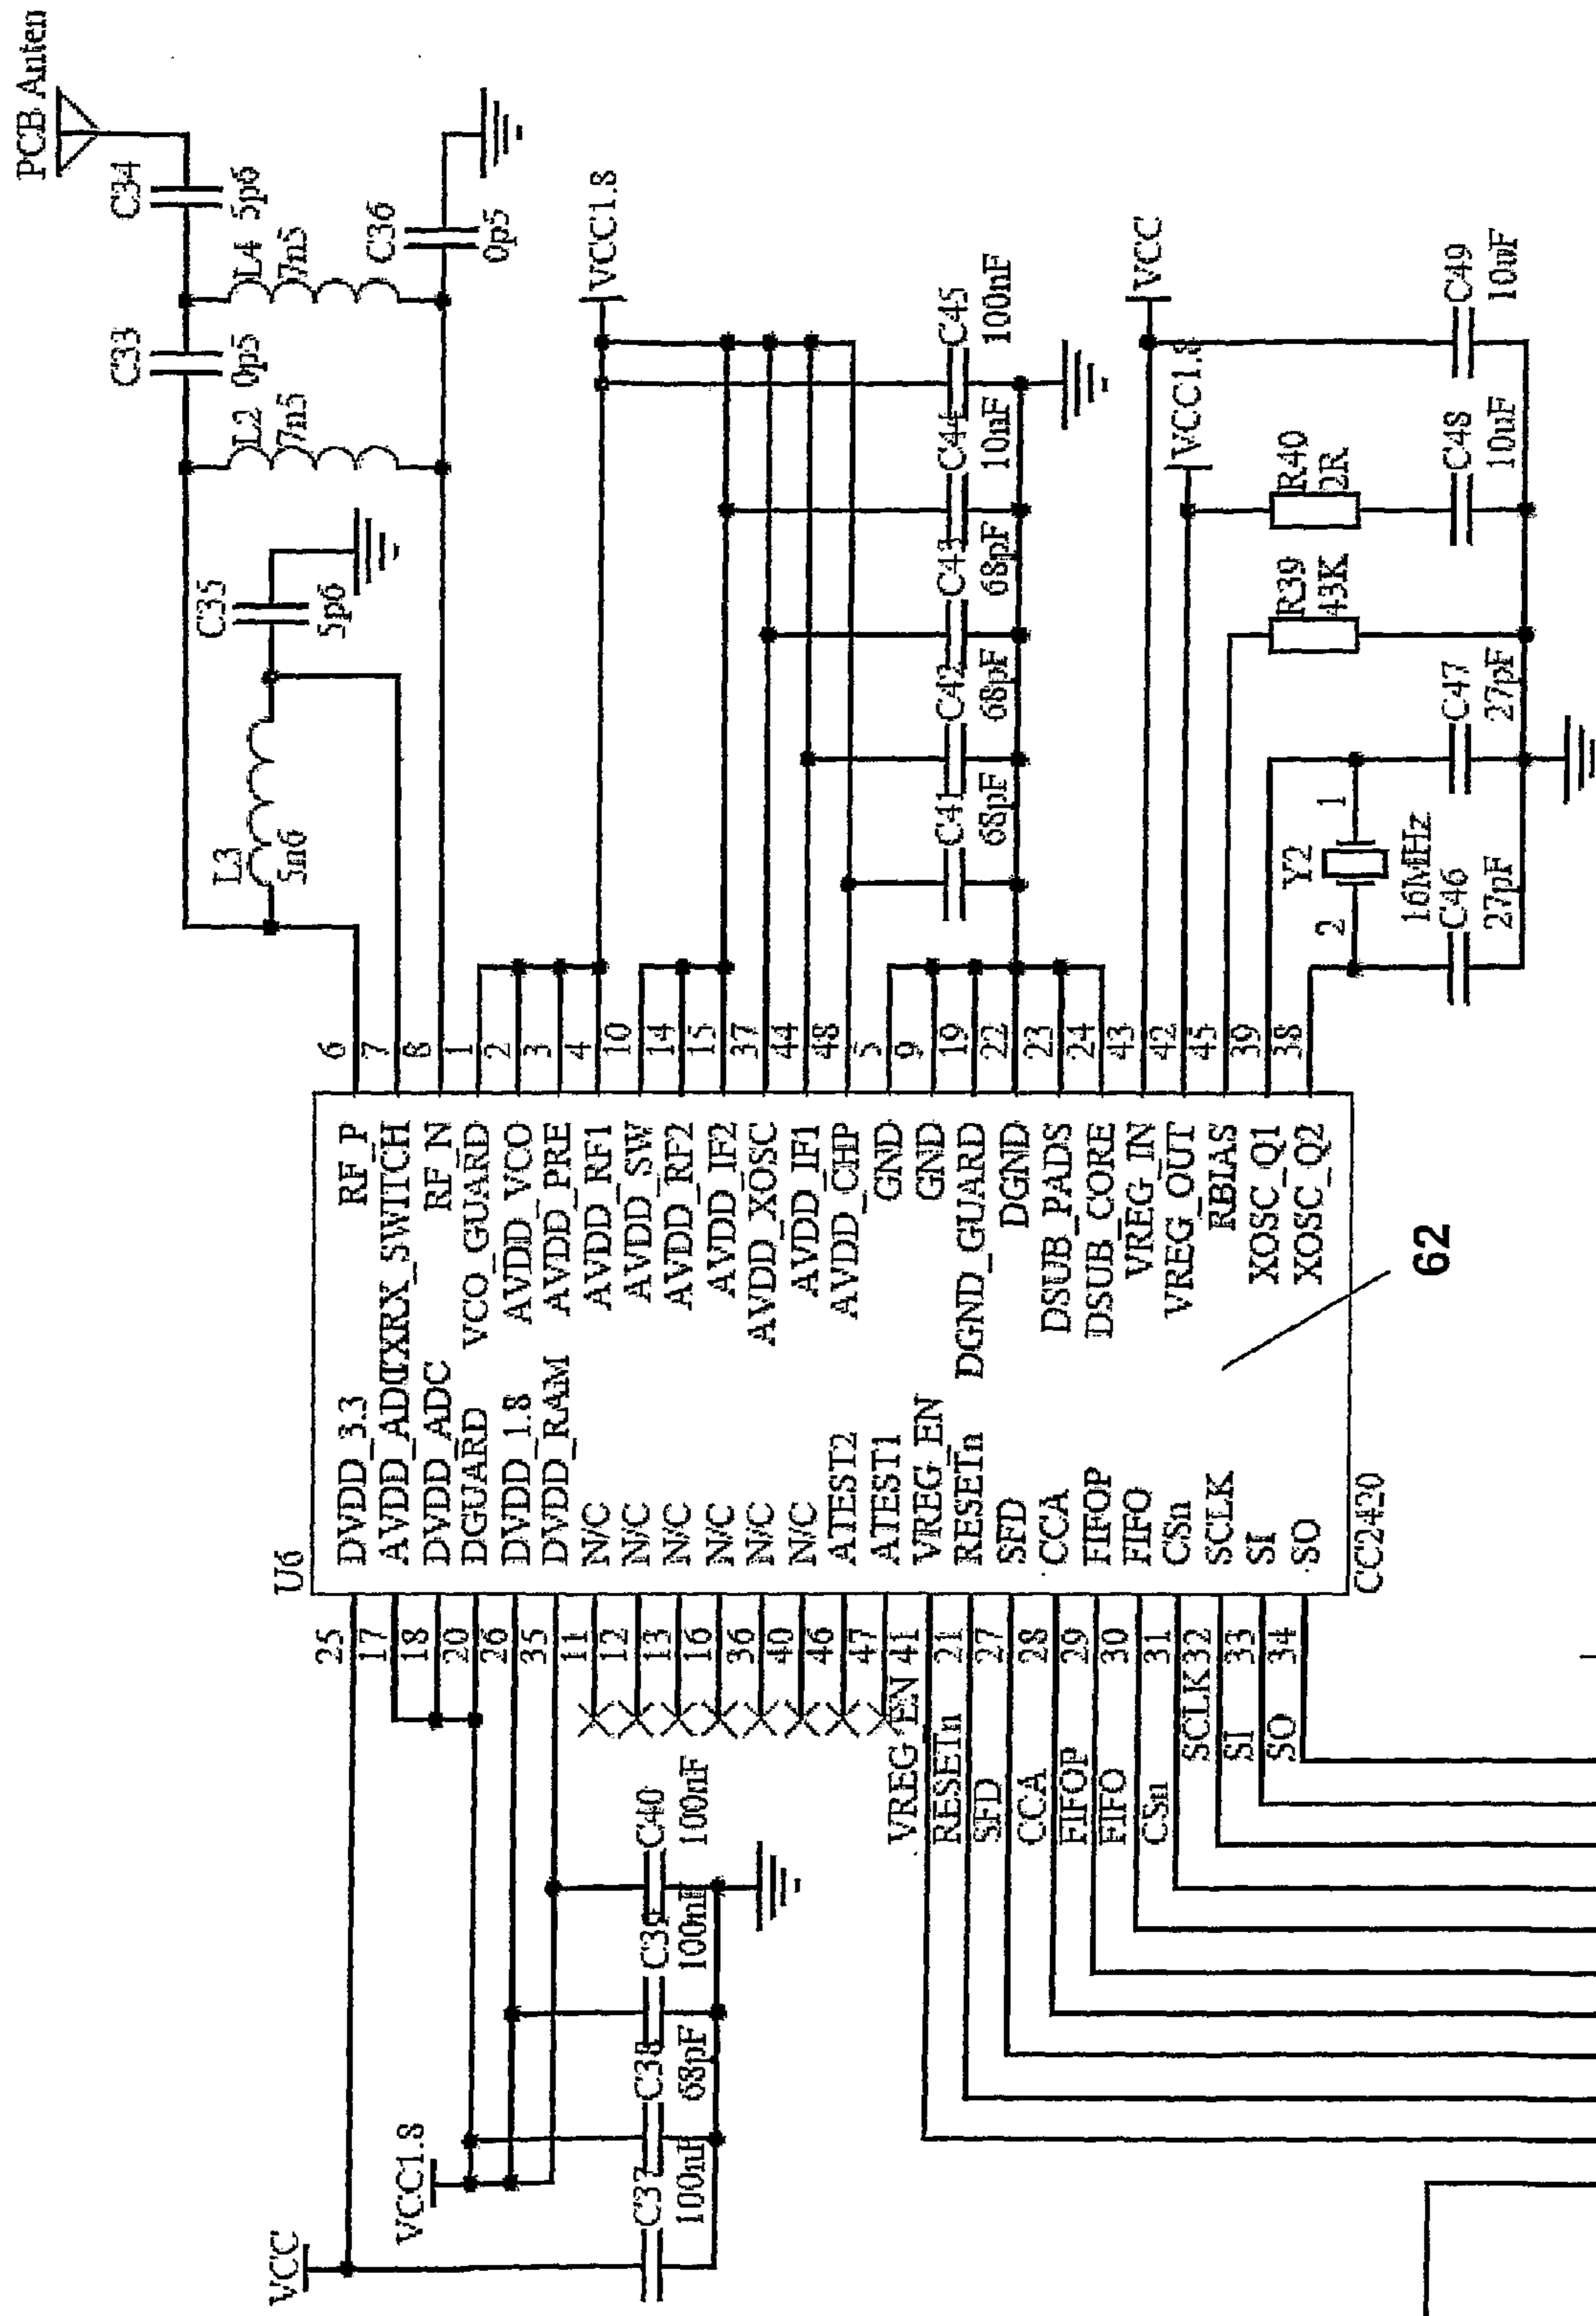 PCB Anten
C34
5p6
L4
7n5
C33
0p5
L2
7n5
C36
0p5
C35
5p6
L3
5n6
VCC1.8
C45
100nF
C44
10nF
C43
68pF
C42
68pF
C41
68pF
VCC
VCC1.8
C49
10uF
C48
10uF
R40
2R
R39
43K
C47
27pF
Y2
1
2
16MHz
C46
27pF
U6
CC2420
62
6 RF_P
7 TXRX_SWITCH
8 RF_N
1 VCO_GUARD
2 AVDD_VCO
3 AVDD_PRE
4 AVDD_RF1
10 AVDD_SW
14 AVDD_RF2
15 AVDD_IF2
37 AVDD_XOSC
44 AVDD_IF1
48 AVDD_CHP
5 GND
9 GND
19 DGND_GUARD
22 DGND
23 DSUB_PADS
24 DSUB_CORE
43 VREG_IN
42 VREG_OUT
45 RBIAS
39 XOSC_Q1
38 XOSC_Q2
25 DVDD_3.3
17 AVDD_ADC
18 DVDD_ADC
20 DGUARD
26 DVDD_1.8
35 DVDD_RAM
11 N/C
12 N/C
13 N/C
16 N/C
36 N/C
40 N/C
46 ATEST2
47 ATEST1
VREG EN 41 VREG_EN
RESETn 21 RESETn
SFD 27 SFD
CCA 28 CCA
FIFOP 29 FIFOP
FIFO 30 FIFO
CSn 31 CSn
SCLK 32 SCLK
SI 33 SI
SO 34 SO
VCC
VCC1.8
C40
100nF
C39
100nF
C38
68pF
C37
100nF